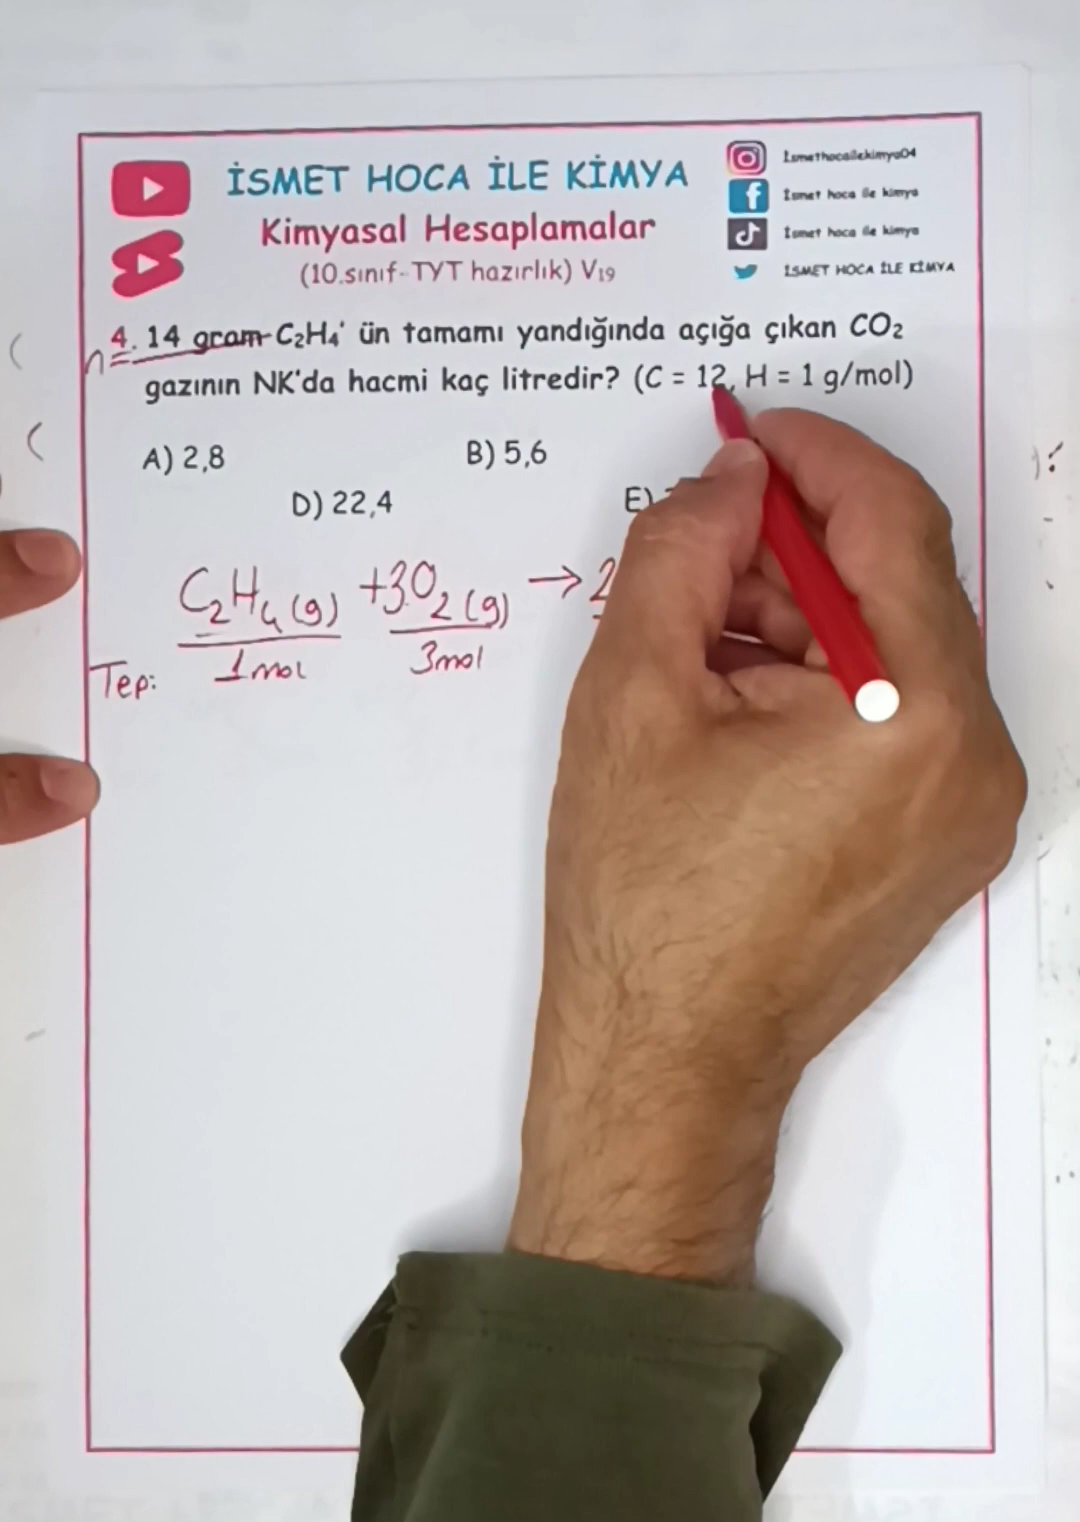 İSMET HOCA İLE KİMYA
Kimyasal Hesaplamalar
(10.sınıf-TYT hazırlık) V19
İsmethocailekimya04
İsmet hoca ile kimya
İsmet hoca ile kimya
İSMET HOCA İLE KİMYA
4. 14 gram C₂H₄' ün tamamı yandığında açığa çıkan CO₂
n=
gazının NK'da hacmi kaç litredir? (C = 12, H = 1 g/mol)
A) 2,8
B) 5,6
D) 22,4
E)
C₂H₄(g) +3O₂(g) → 2
Tep: 1mol 3mol